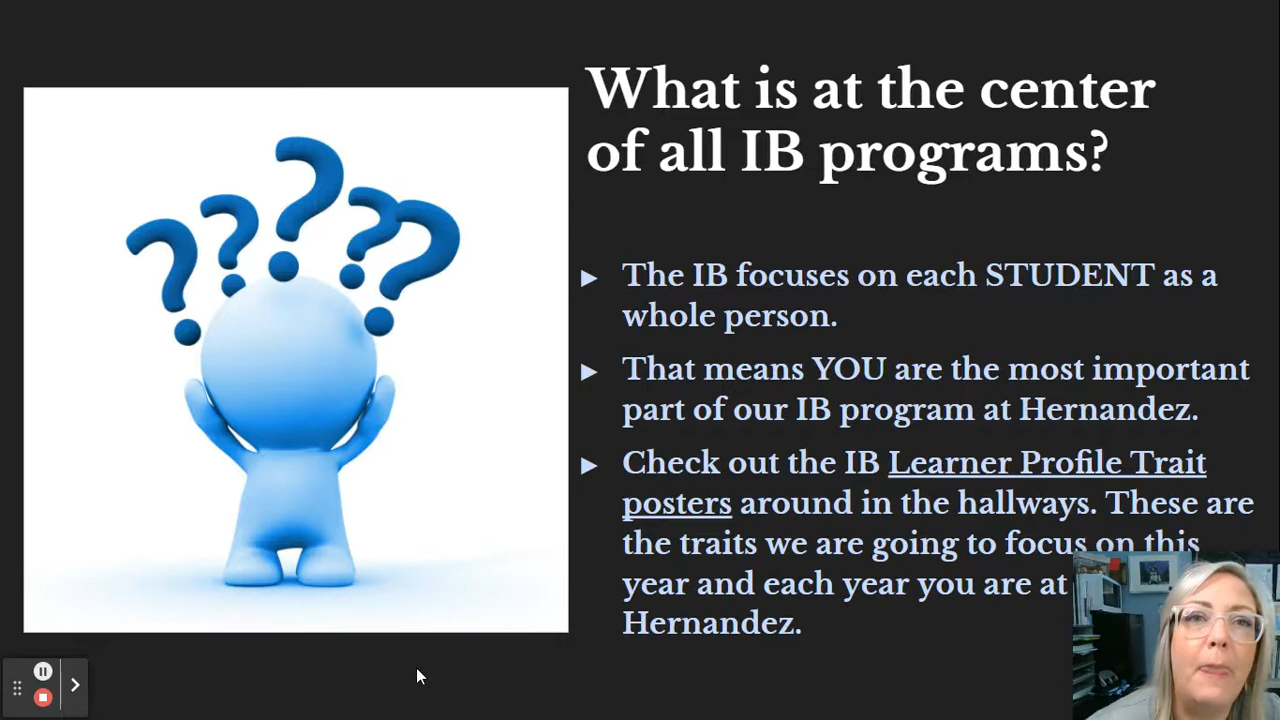 What is at the center
of all IB programs?
The IB focuses on each STUDENT as a
whole person.
That means YOU are the most important
part of our IB program at Hernandez.
Check out the IB Learner Profile Trait
posters around in the hallways. These are
the traits we are going to focus on this
year and each year you are at
Hernandez.